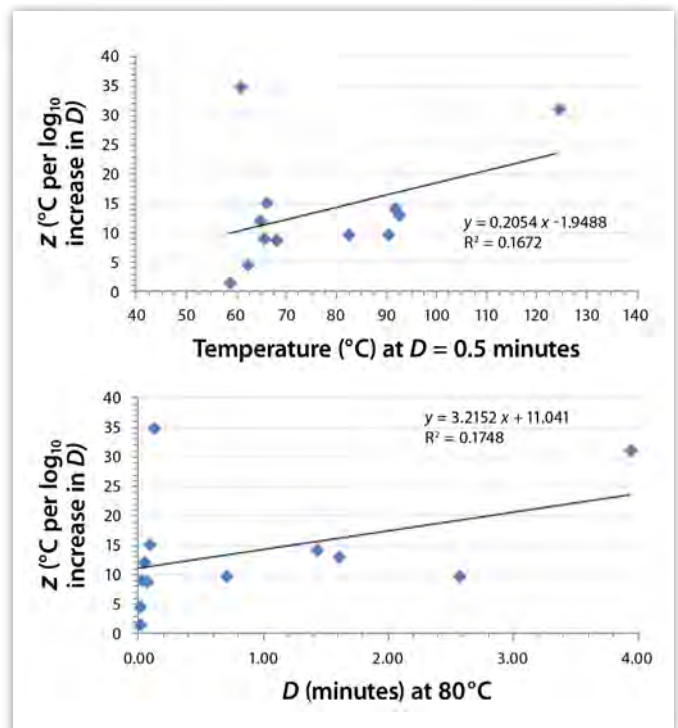 40
35
30
25
20
15
10
5
0
Z (°C per log10
increase in D)
y = 0.2054 x -1.9488
R² = 0.1672
40 50 60 70 80 90 100 110 120 130 140
Temperature (°C) at D = 0.5 minutes
40
35
30
25
20
15
10
5
0
Z (°C per log10
increase in D)
y = 3.2152 x + 11.041
R² = 0.1748
0.00 1.00 2.00 3.00 4.00
D (minutes) at 80°C